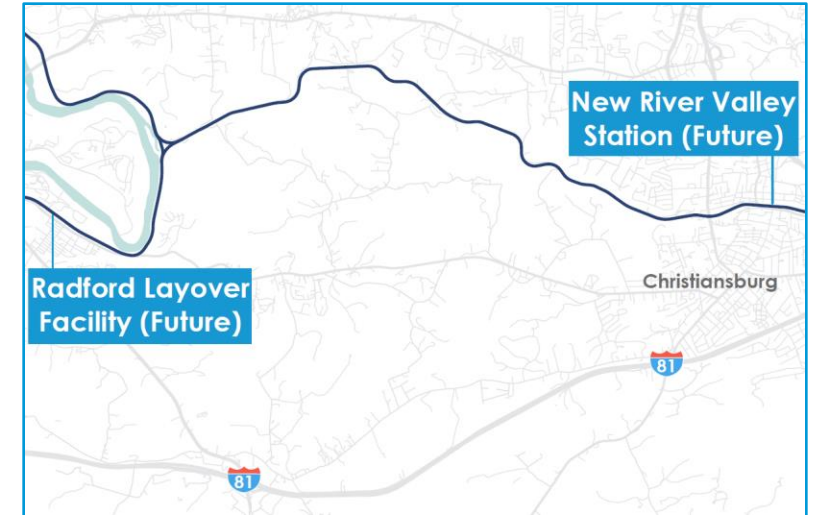 New River Valley
Station (Future)
Radford Layover
Facility (Future)
Christiansburg
81
81